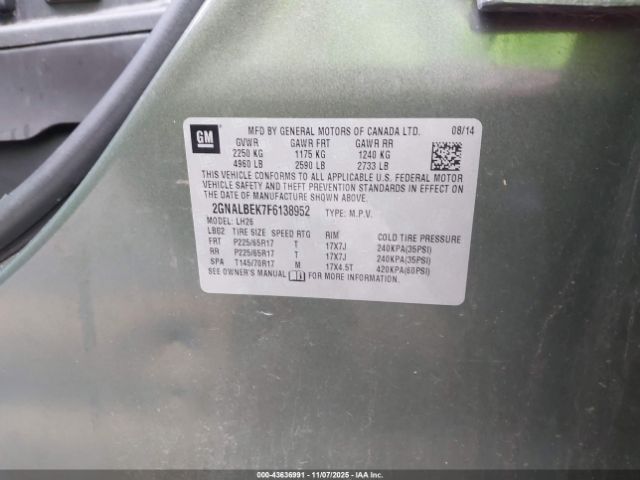 GM
MFD BY GENERAL MOTORS OF CANADA LTD. 08/14
GVWR GAWR FRT GAWR RR
2250 KG 1175 KG 1240 KG
4960 LB 2590 LB 2733 LB
THIS VEHICLE CONFORMS TO ALL APPLICABLE U.S. FEDERAL MOTOR
VEHICLE SAFETY AND THEFT PREVENTION STANDARDS IN EFFECT ON
THE DATE OF MANUFACTURE SHOWN ABOVE.
2GNALBEK7F6138952 TYPE: M.P.V.
MODEL: LH26
LBG2 TIRE SIZE SPEED RTG RIM COLD TIRE PRESSURE
FRT P225/65R17 T 17X7J 240KPA(35PSI)
RR P225/65R17 T 17X7J 240KPA(35PSI)
SPA T145/70R17 M 17X4.5T 420KPA(60PSI)
SEE OWNER'S MANUAL FOR MORE INFORMATION.
000-43636991 11/07/2025 IAAI.COM